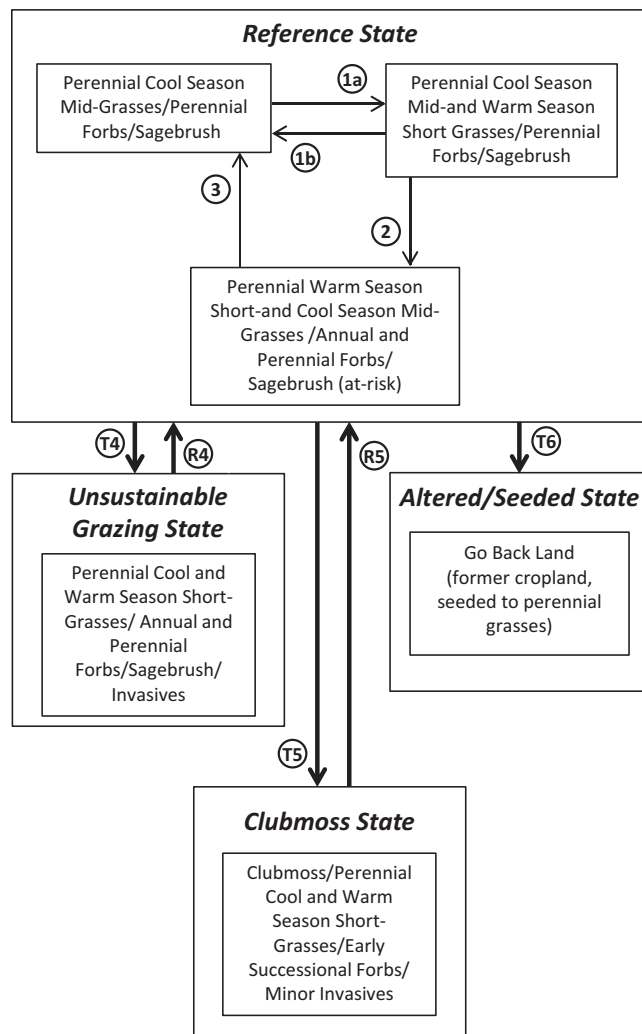 Reference State
Perennial Cool Season
Mid-Grasses/Perennial
Forbs/Sagebrush
1a
1b
Perennial Cool Season
Mid-and Warm Season
Short Grasses/Perennial
Forbs/Sagebrush
3
2
Perennial Warm Season
Short-and Cool Season Mid-
Grasses /Annual and
Perennial Forbs/
Sagebrush (at-risk)
T4
R4
R5
T6
Unsustainable
Grazing State
Perennial Cool and
Warm Season Short-
Grasses/ Annual and
Perennial
Forbs/Sagebrush/
Invasives
Altered/Seeded State
Go Back Land
(former cropland,
seeded to perennial
grasses)
T5
Clubmoss State
Clubmoss/Perennial
Cool and Warm
Season Short-
Grasses/Early
Successional Forbs/
Minor Invasives